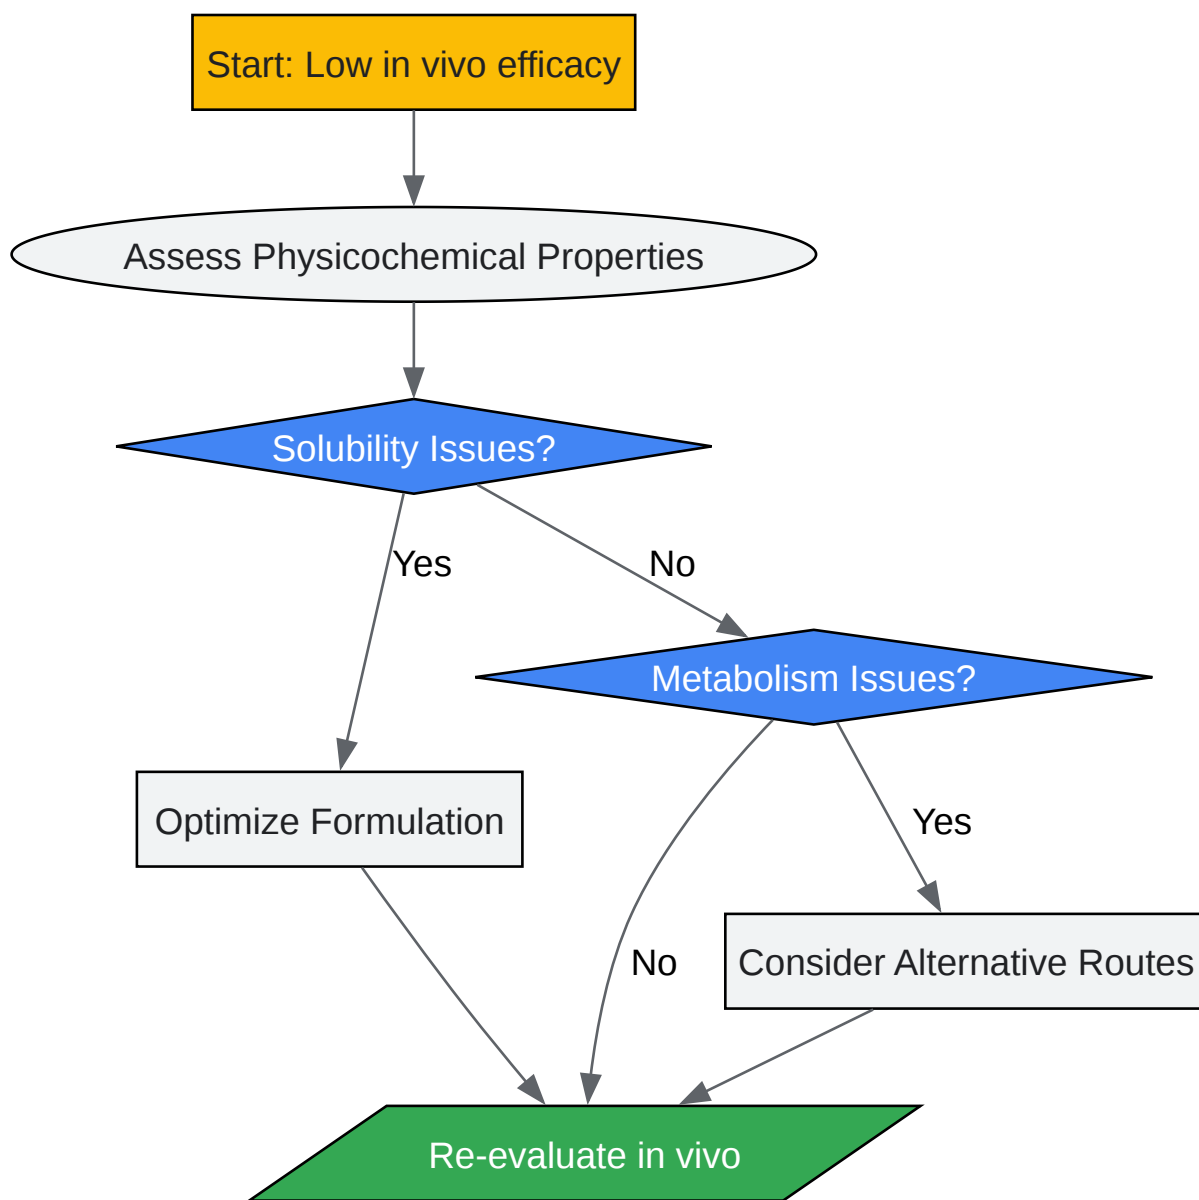 Start: Low in vivo efficacy
Assess Physicochemical Properties
Solubility Issues?
Yes
No
Metabolism Issues?
Optimize Formulation
Yes
No
Consider Alternative Routes
Re-evaluate in vivo